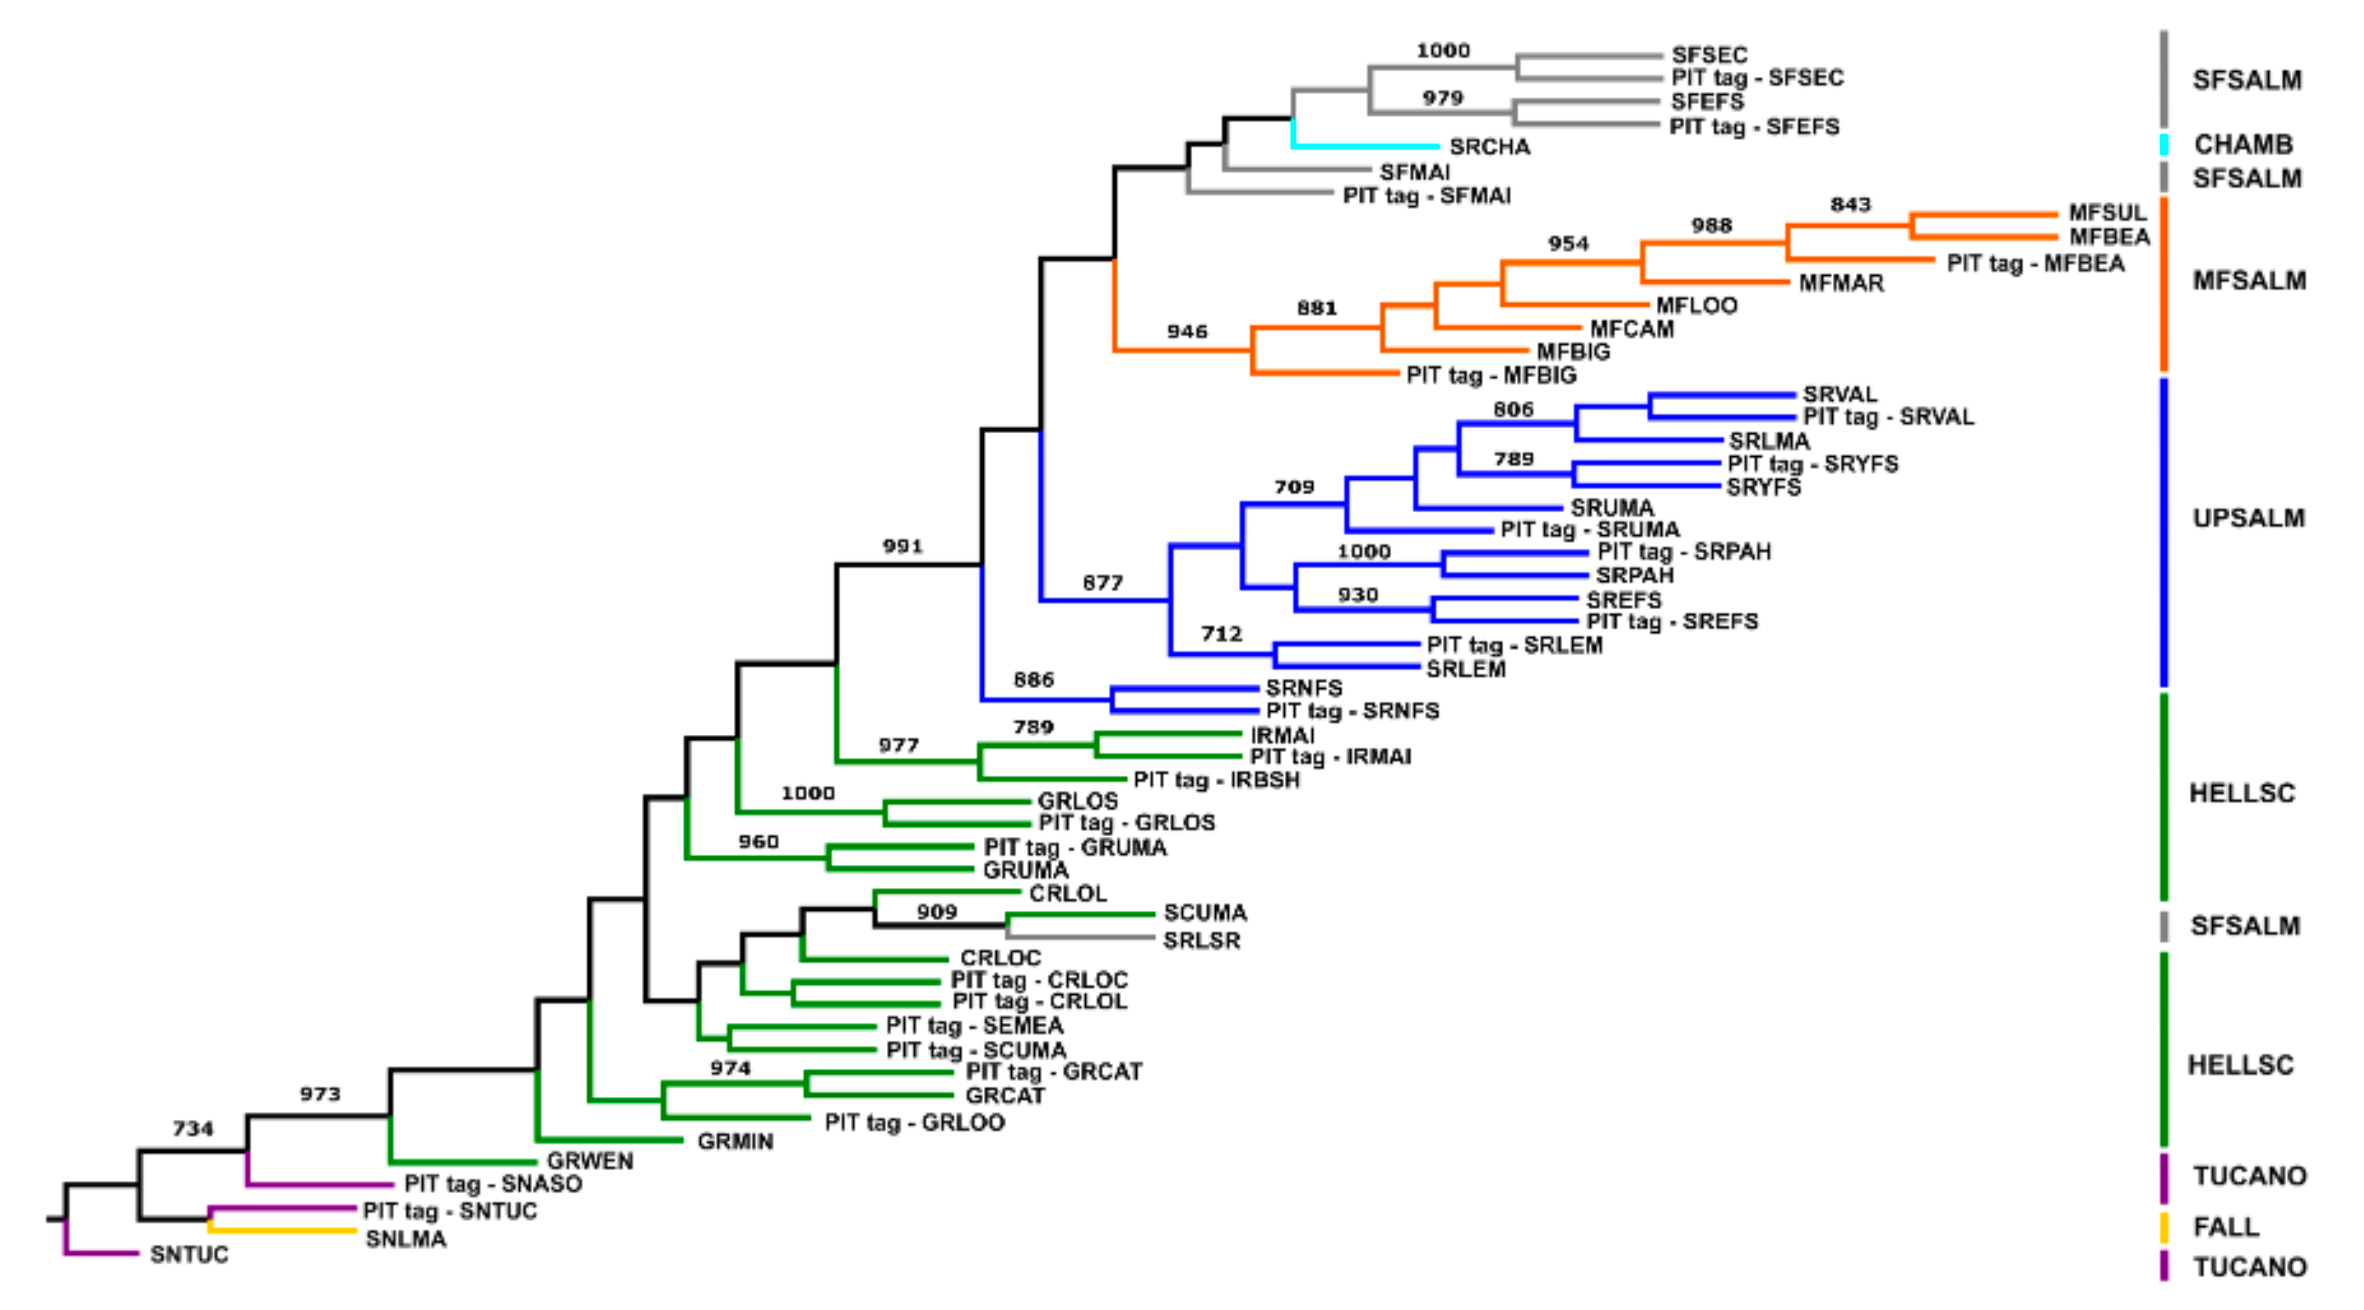 1000
SFSEC
PIT tag - SFSEC
979
SFEFS
PIT tag - SFEFS
SRCHA
SFMAI
PIT tag - SFMAI
843
MFSUL
988
MFBEA
954
PIT tag - MFBEA
MFMAR
881
MFLOO
946
MFCAM
MFBIG
PIT tag - MFBIG
SRVAL
806
PIT tag - SRVAL
SRLMA
789
PIT tag - SRYFS
SRYFS
709
SRUMA
PIT tag - SRUMA
991
1000
PIT tag - SRPAH
SRPAH
877
930
SREFS
PIT tag - SREFS
712
PIT tag - SRLEM
SRLEM
886
SRNFS
PIT tag - SRNFS
789
IRMAI
977
PIT tag - IRMAI
PIT tag - IRBSH
1000
GRLOS
PIT tag - GRLOS
960
PIT tag - GRUMA
GRUMA
CRLOL
909
SCUMA
SRLSR
CRLOC
PIT tag - CRLOC
PIT tag - CRLOL
PIT tag - SEMEA
PIT tag - SCUMA
974
PIT tag - GRCAT
GRCAT
973
PIT tag - GRLOO
734
GRMIN
GRWEN
PIT tag - SNASO
PIT tag - SNTUC
SNLMA
SNTUC
SFSALM
CHAMB
SFSALM
MFSALM
UPSALM
HELLSC
SFSALM
HELLSC
TUCANO
FALL
TUCANO